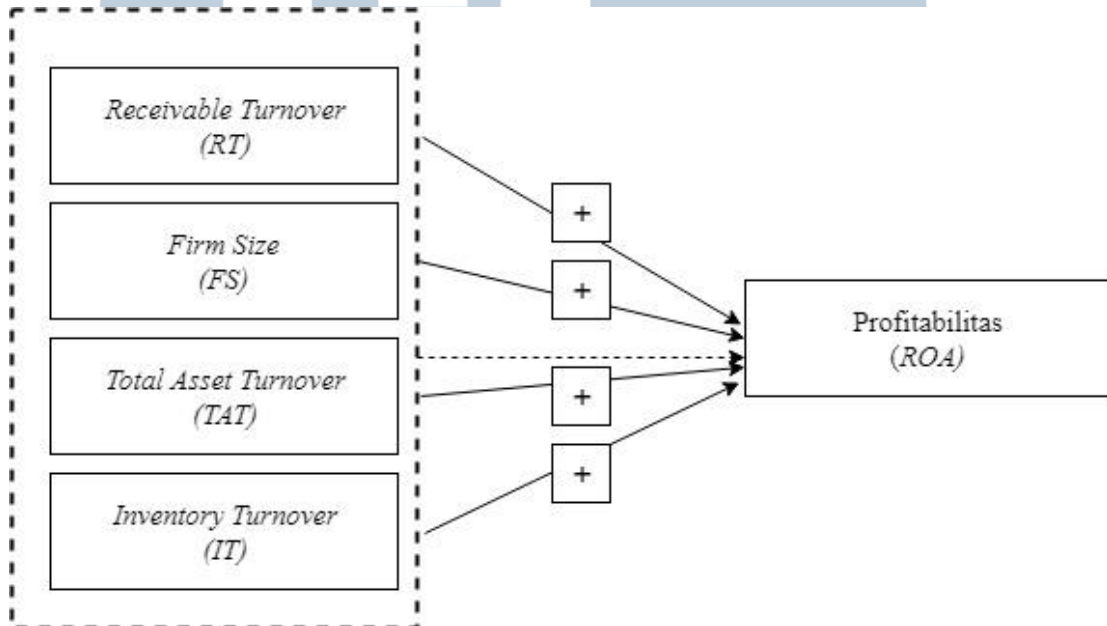 Receivable Turnover
(RT)
+
Firm Size
(FS)
+
Profitabilitas
(ROA)
Total Asset Turnover
(TAT)
+
Inventory Turnover
(IT)
+